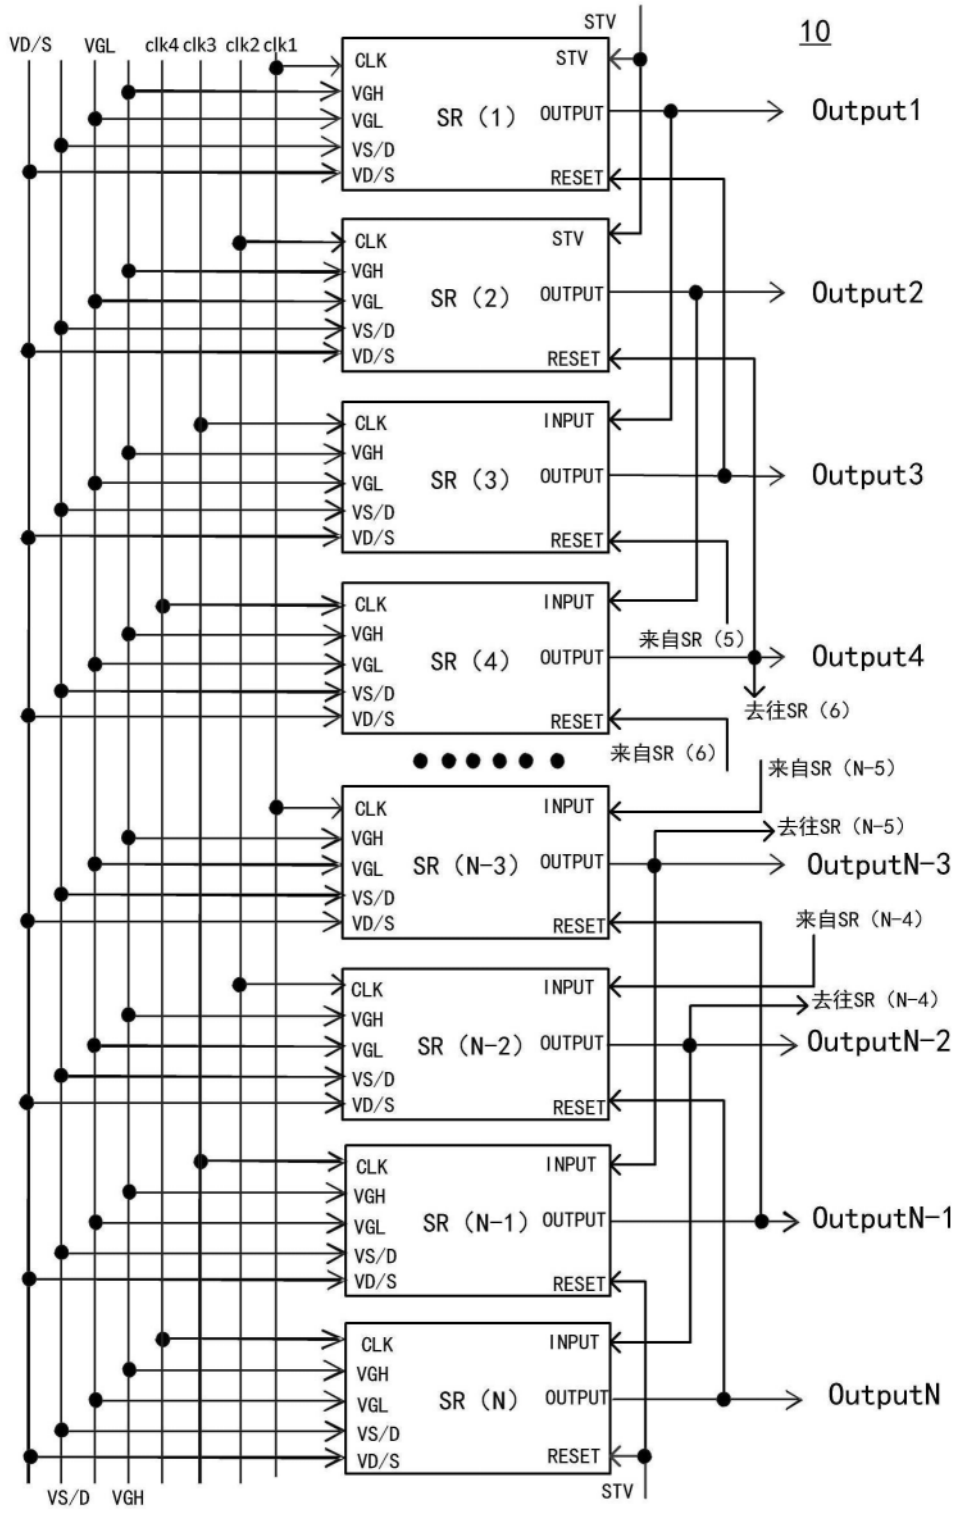 STV
10
VD/S VGL clk4 clk3 clk2 clk1
CLK STV
VGH
SR（1） OUTPUT Output1
VGL
VS/D
VD/S RESET
CLK STV
VGH
SR（2） OUTPUT Output2
VGL
VS/D
VD/S RESET
CLK INPUT
VGH
SR（3） OUTPUT Output3
VGL
VS/D
VD/S RESET
CLK INPUT
VGH
来自SR（5）
SR（4） OUTPUT Output4
VGL
VS/D
去往SR（6）
VD/S RESET
来自SR（6）
来自SR（N-5）
CLK INPUT
去往SR（N-5）
VGH
SR（N-3） OUTPUT OutputN-3
VGL
VS/D
VD/S RESET
来自SR（N-4）
CLK INPUT
去往SR（N-4）
VGH
SR（N-2） OUTPUT OutputN-2
VGL
VS/D
VD/S RESET
CLK INPUT
VGH
SR（N-1） OUTPUT OutputN-1
VGL
VS/D
VD/S RESET
CLK INPUT
VGH
SR（N） OUTPUT OutputN
VGL
VS/D
VD/S RESET
STV
VS/D VGH